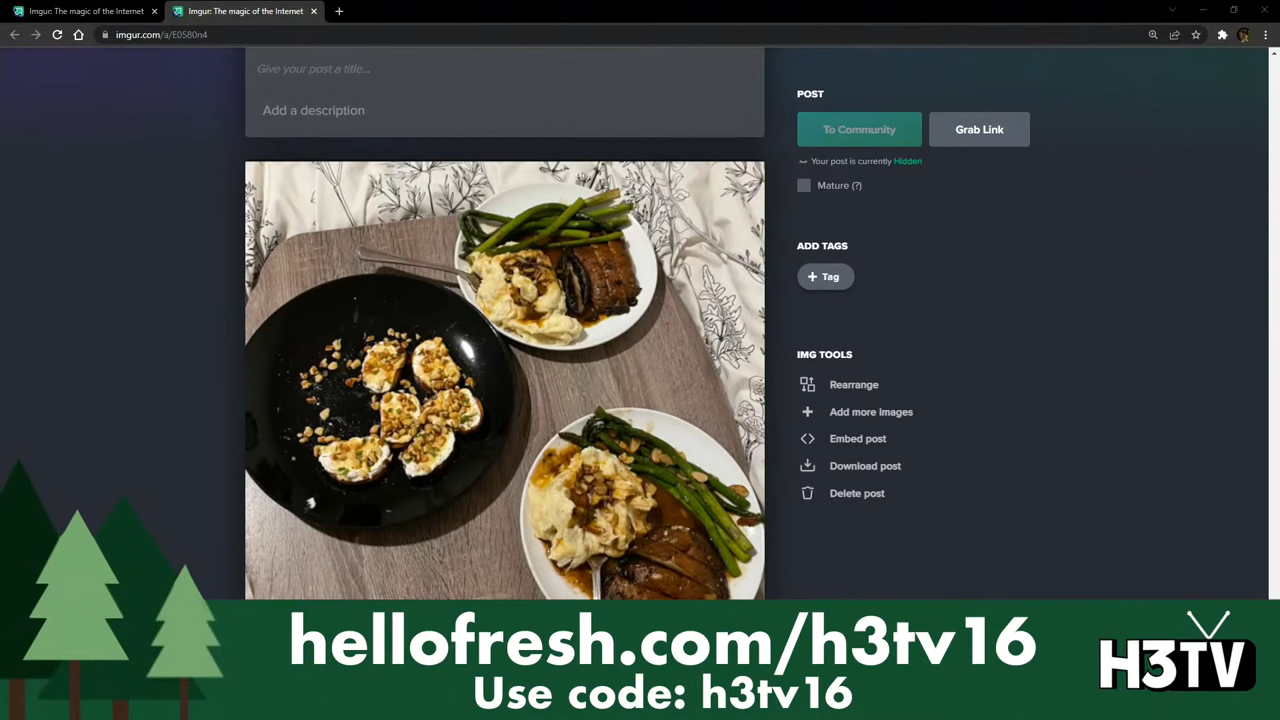 Imgur: The magic of the Internet
Imgur: The magic of the Internet
imgur.com/a/E0580n4
Give your post a title...
Add a description
POST
To Community
Grab Link
Your post is currently Hidden
Mature (?)
ADD TAGS
+ Tag
IMG TOOLS
Rearrange
Add more images
Embed post
Download post
Delete post
hellofresh.com/h3tv16
Use code: h3tv16
H3TV